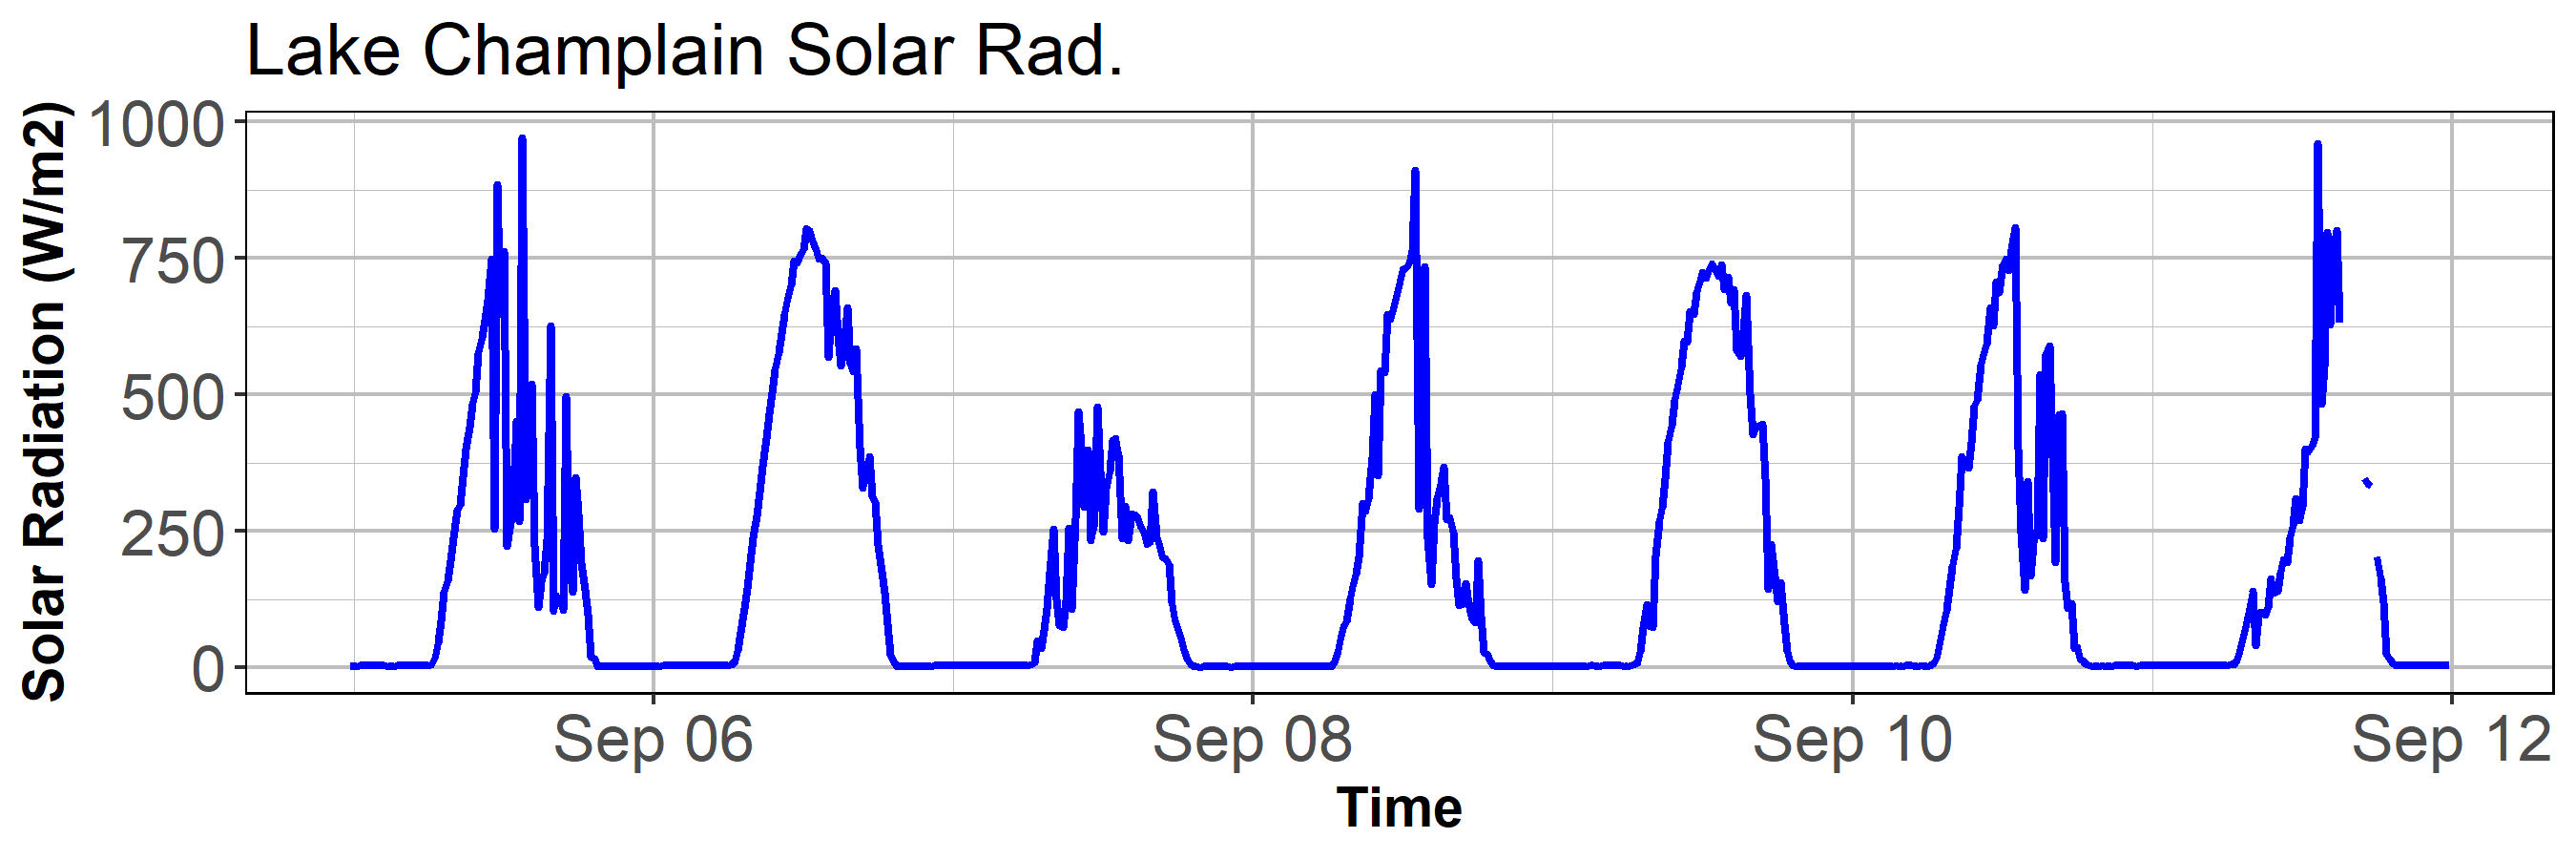 Lake Champlain Solar Rad.
Solar Radiation (W/m2)
1000
750
500
250
0
Sep 06 Sep 08 Sep 10 Sep 12
Time